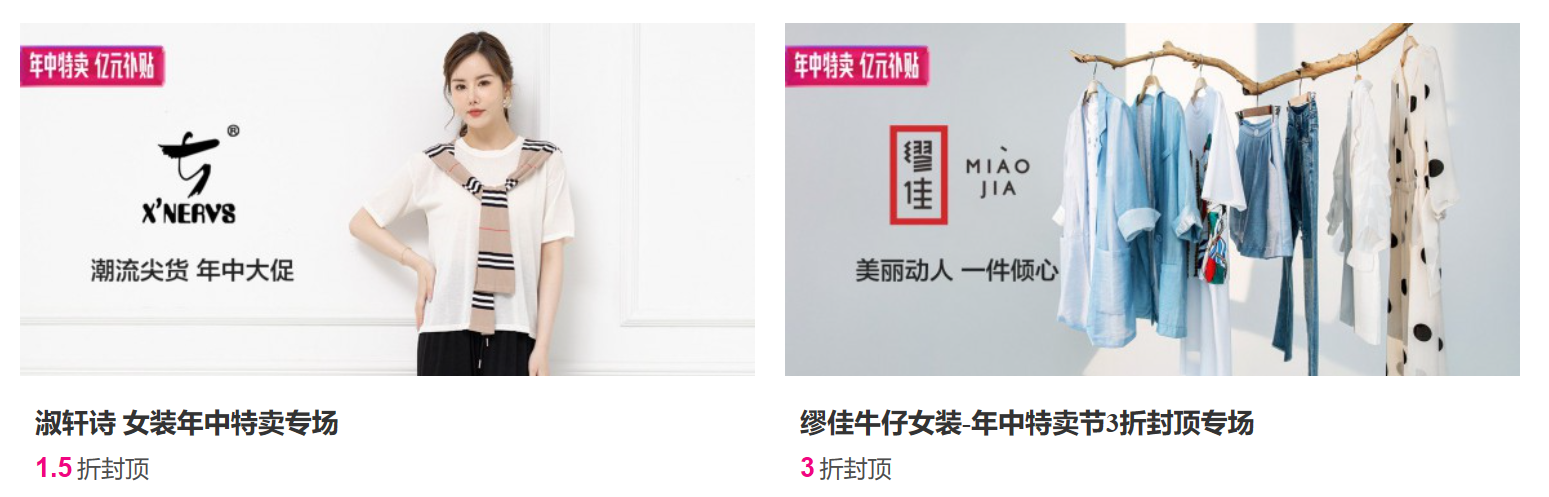 年中特卖 亿元补贴
®
X'NERVS
潮流尖货 年中大促
淑轩诗 女装年中特卖专场
1.5折封顶
年中特卖 亿元补贴
缪佳
MIÀO
JIA
美丽动人 一件倾心
缪佳牛仔女装-年中特卖节3折封顶专场
3折封顶